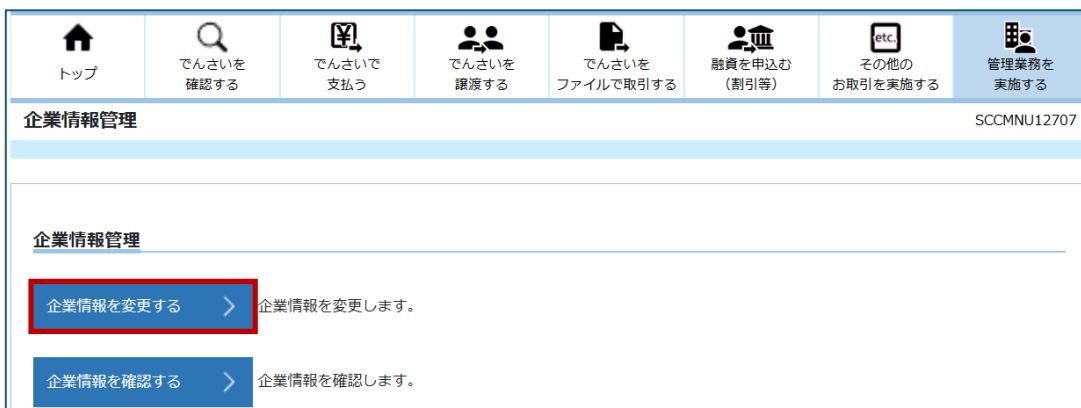 トップ
でんさいを
確認する
でんさいで
支払う
でんさいを
譲渡する
でんさいを
ファイルで取引する
融資を申込む
(割引等)
etc.
その他の
お取引を実施する
管理業務を
実施する
企業情報管理
SCCMNU12707
企業情報管理
企業情報を変更する
企業情報を変更します。
企業情報を確認する
企業情報を確認します。